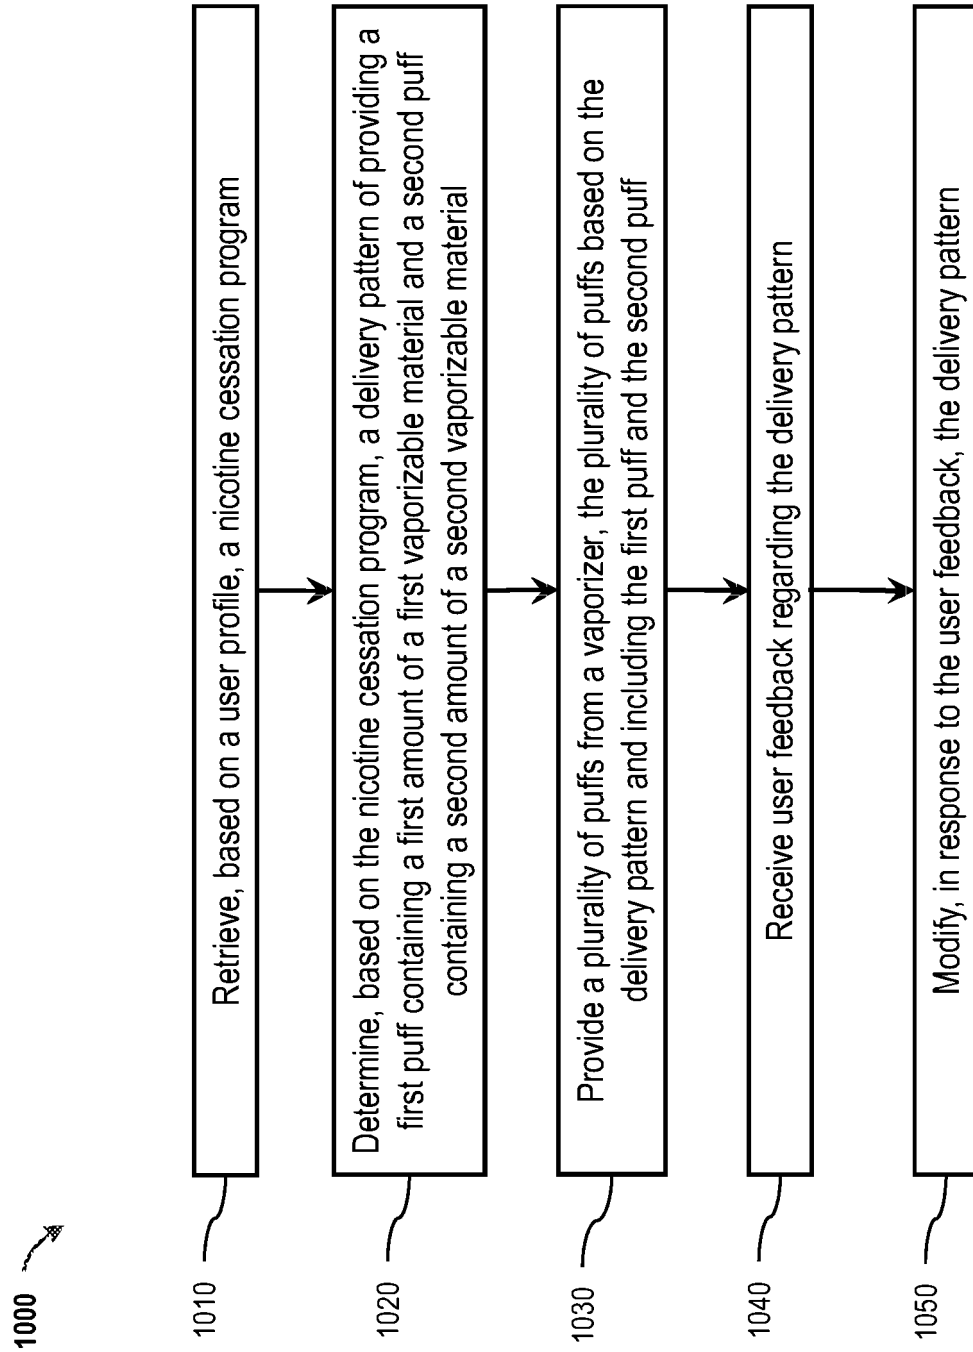 1000
1010
Retrieve, based on a user profile, a nicotine cessation program
1020
Determine, based on the nicotine cessation program, a delivery pattern of providing a
first puff containing a first amount of a first vaporizable material and a second puff
containing a second amount of a second vaporizable material
1030
Provide a plurality of puffs from a vaporizer, the plurality of puffs based on the
delivery pattern and including the first puff and the second puff
1040
Receive user feedback regarding the delivery pattern
1050
Modify, in response to the user feedback, the delivery pattern